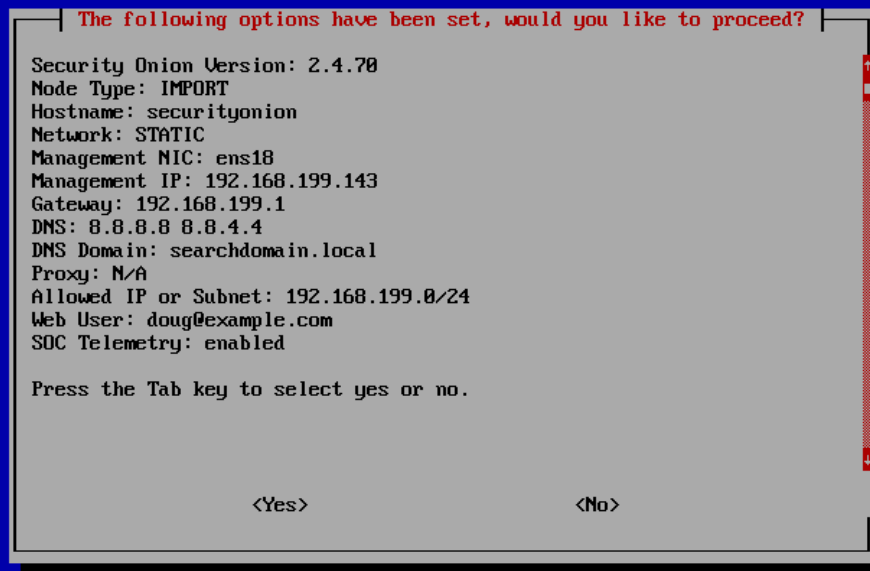 The following options have been set, would you like to proceed?
Security Onion Version: 2.4.70
Node Type: IMPORT
Hostname: securityonion
Network: STATIC
Management NIC: ens18
Management IP: 192.168.199.143
Gateway: 192.168.199.1
DNS: 8.8.8.8 8.8.4.4
DNS Domain: searchdomain.local
Proxy: N/A
Allowed IP or Subnet: 192.168.199.0/24
Web User: doug@example.com
SOC Telemetry: enabled
Press the Tab key to select yes or no.
<Yes> <No>